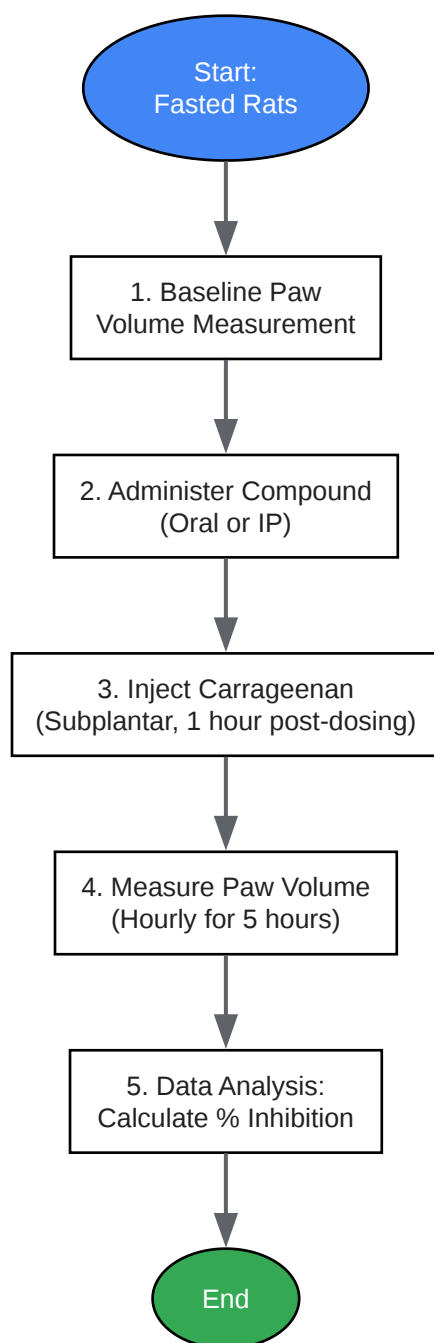 Start:
Fasted Rats
1. Baseline Paw
Volume Measurement
2. Administer Compound
(Oral or IP)
3. Inject Carrageenan
(Subplantar, 1 hour post-dosing)
4. Measure Paw Volume
(Hourly for 5 hours)
5. Data Analysis:
Calculate % Inhibition
End